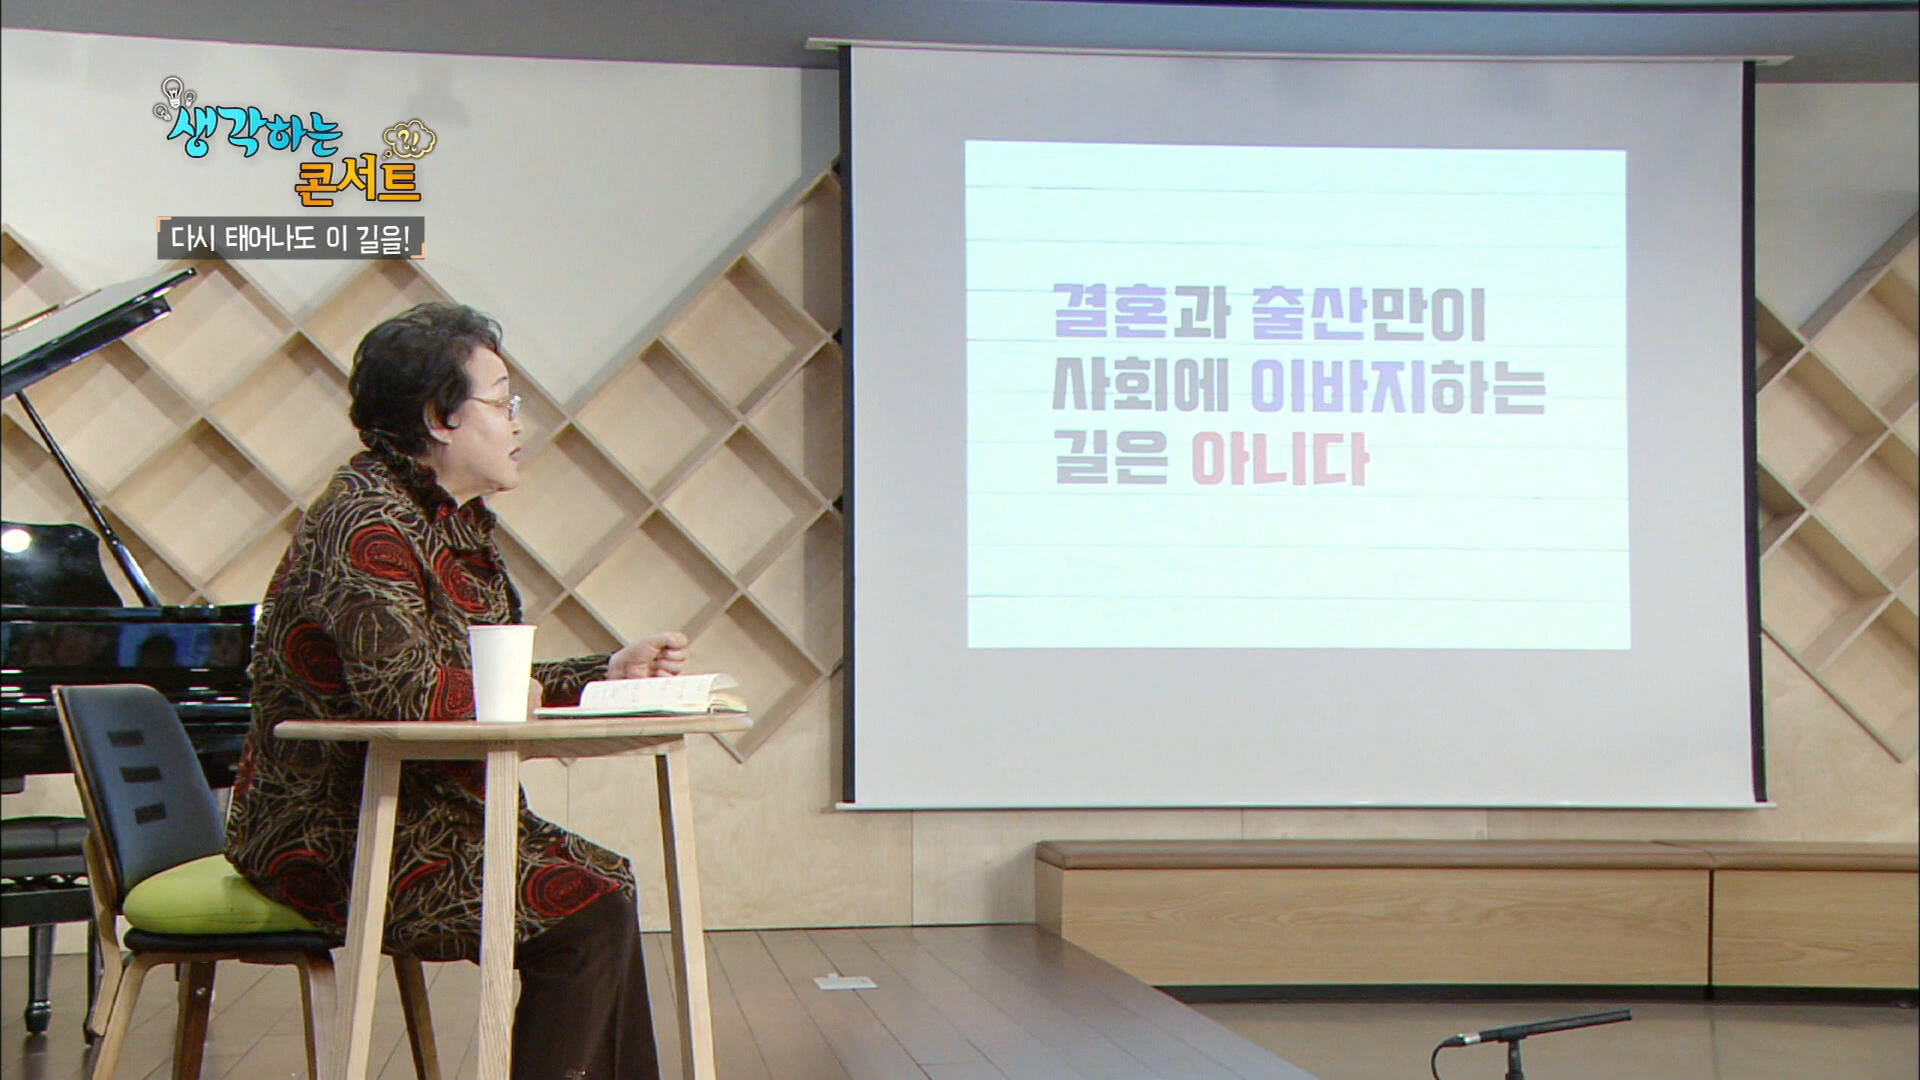 생각하는
?!
콘서트
다시 태어나도 이 길을!
결혼과 출산만이
사회에 이바지하는
길은 아니다